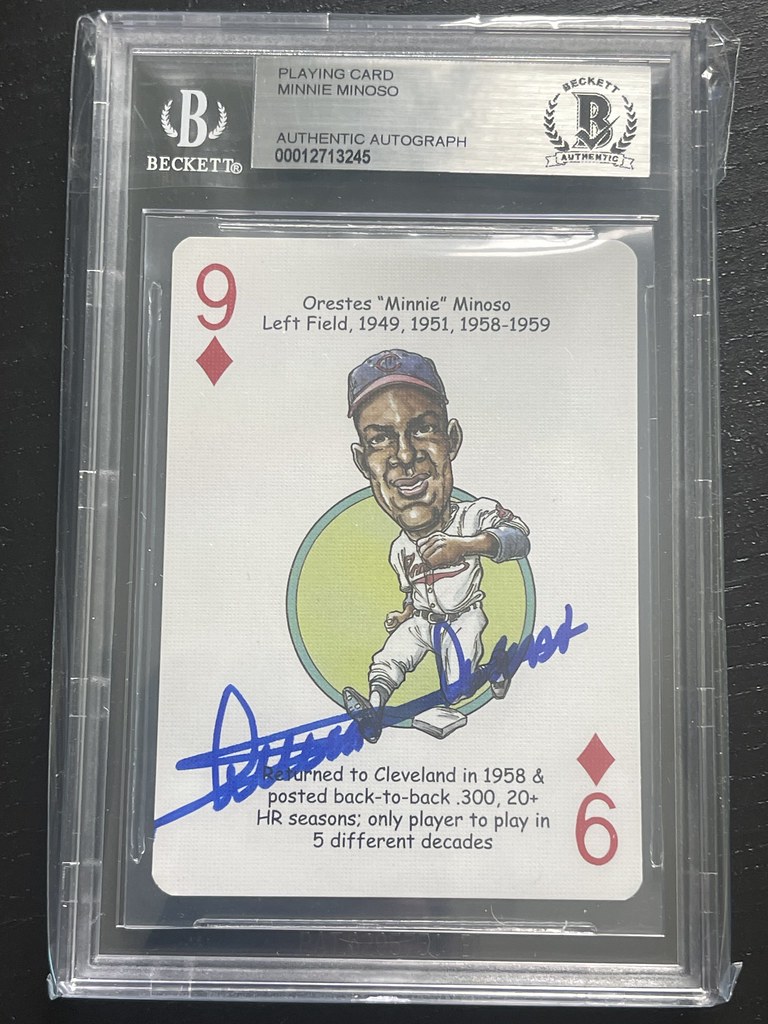 B
BECKETT®
PLAYING CARD
MINNIE MINOSO
AUTHENTIC AUTOGRAPH
00012713245
BECKETT
B
AUTHENTIC
9
Orestes “Minnie” Minoso
Left Field, 1949, 1951, 1958-1959
Returned to Cleveland in 1958 &
posted back-to-back .300, 20+
HR seasons; only player to play in
5 different decades
9